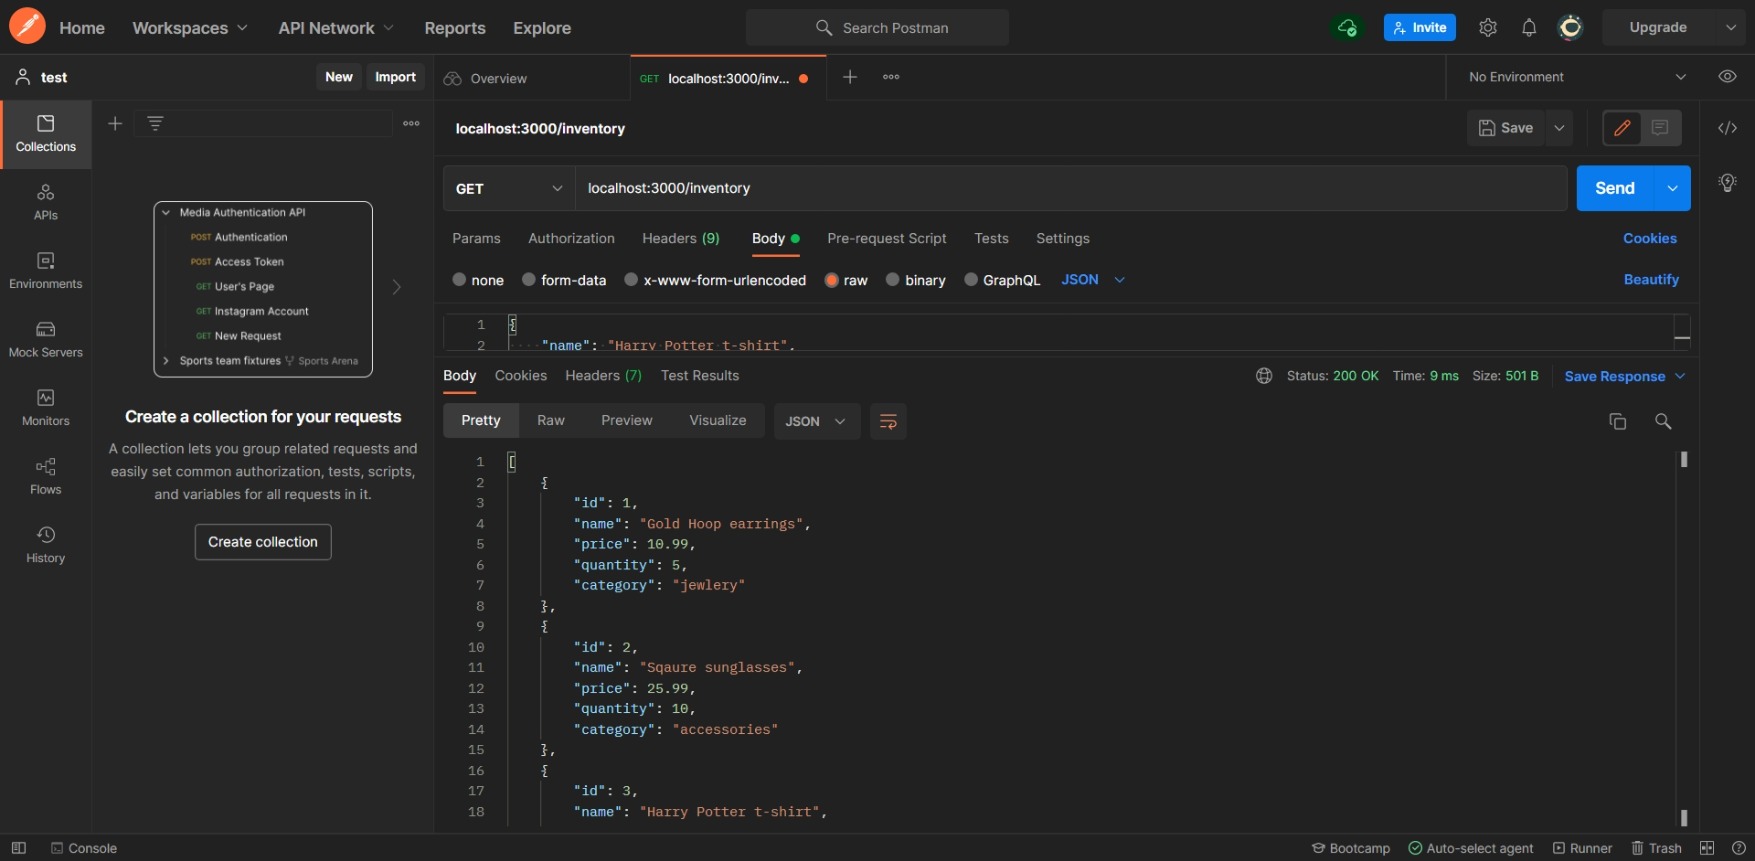 Home Workspaces API Network Reports Explore Search Postman Invite Upgrade
test New Import Overview GET localhost:3000/inv... No Environment
Collections
APIs
Environments
Mock Servers
Monitors
Flows
History
Media Authentication API
POST Authentication
POST Access Token
GET User's Page
GET Instagram Account
GET New Request
Sports team fixtures Sports Arena
Create a collection for your requests
A collection lets you group related requests and
easily set common authorization, tests, scripts,
and variables for all requests in it.
Create collection
localhost:3000/inventory Save
GET localhost:3000/inventory Send
Params Authorization Headers (9) Body Pre-request Script Tests Settings Cookies
none form-data x-www-form-urlencoded raw binary GraphQL JSON Beautify
1 {
2 "name": "Harry Potter t-shirt",
Body Cookies Headers (7) Test Results Status: 200 OK Time: 9 ms Size: 501 B Save Response
Pretty Raw Preview Visualize JSON
1 [
2 {
3 "id": 1,
4 "name": "Gold Hoop earrings",
5 "price": 10.99,
6 "quantity": 5,
7 "category": "jewlery"
8 },
9 {
10 "id": 2,
11 "name": "Sqaure sunglasses",
12 "price": 25.99,
13 "quantity": 10,
14 "category": "accessories"
15 },
16 {
17 "id": 3,
18 "name": "Harry Potter t-shirt",
Console Bootcamp Auto-select agent Runner Trash